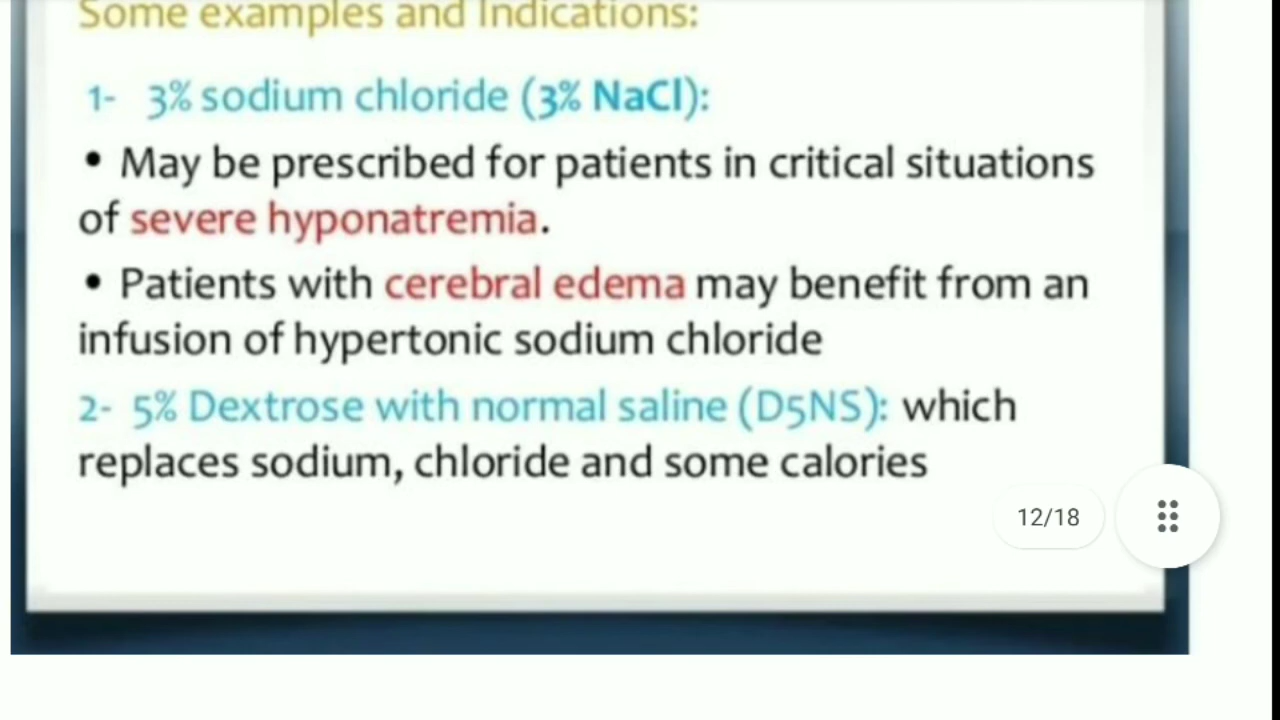 Some examples and Indications:
1- 3% sodium chloride (3% NaCl):
• May be prescribed for patients in critical situations
of severe hyponatremia.
• Patients with cerebral edema may benefit from an
infusion of hypertonic sodium chloride
2- 5% Dextrose with normal saline (D5NS): which
replaces sodium, chloride and some calories
12/18